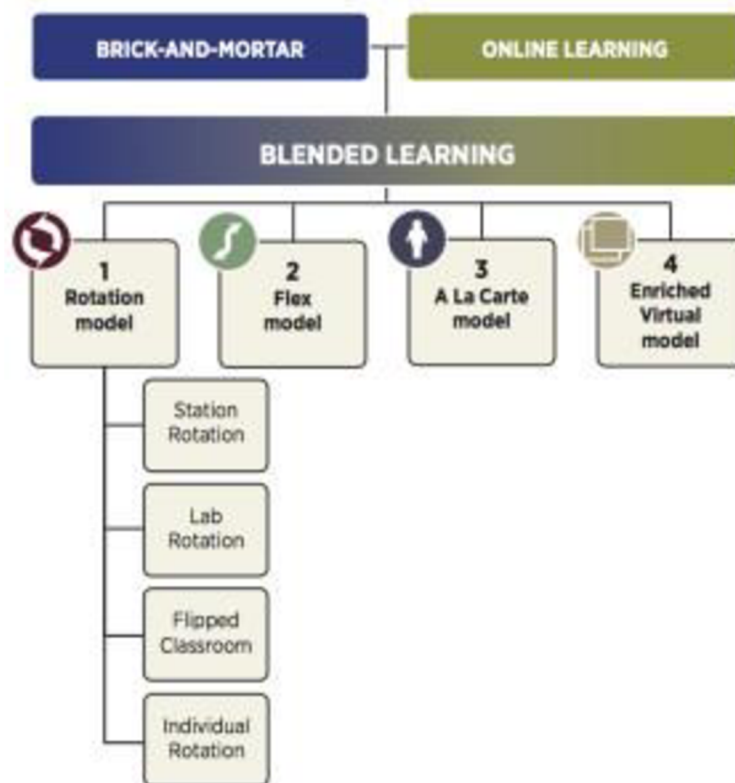 BRICK-AND-MORTAR
ONLINE LEARNING
BLENDED LEARNING
1
Rotation
model
2
Flex
model
3
A La Carte
model
4
Enriched
Virtual
model
Station
Rotation
Lab
Rotation
Flipped
Classroom
Individual
Rotation